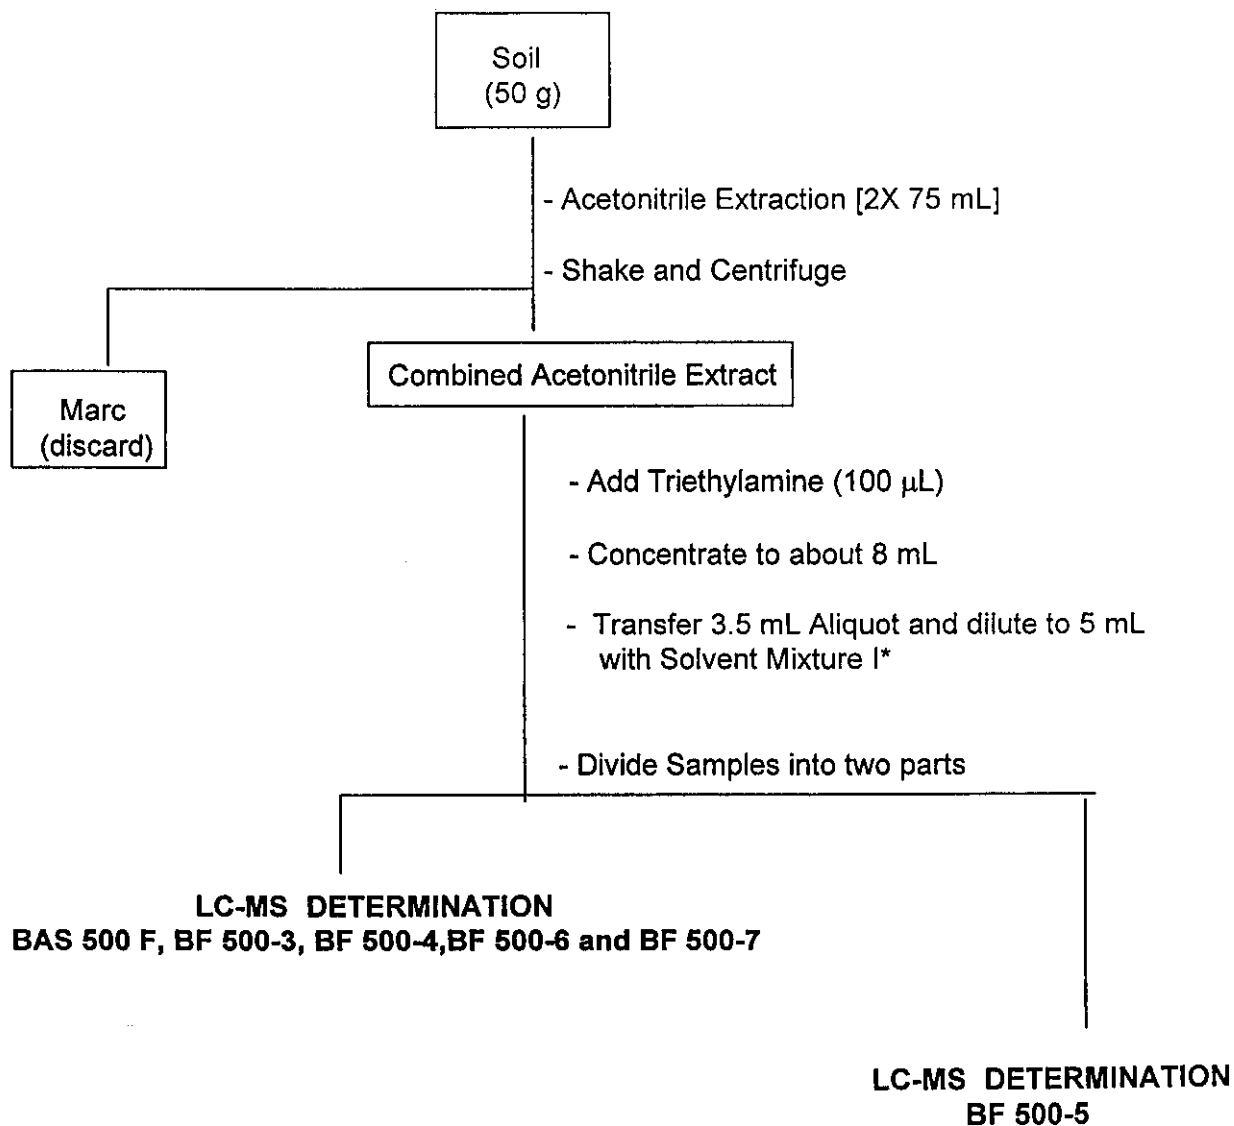 Soil
(50 g)
- Acetonitrile Extraction [2X 75 mL]
- Shake and Centrifuge
Combined Acetonitrile Extract
Marc
(discard)
- Add Triethylamine (100 μL)
- Concentrate to about 8 mL
- Transfer 3.5 mL Aliquot and dilute to 5 mL
with Solvent Mixture I*
- Divide Samples into two parts
LC-MS DETERMINATION
BAS 500 F, BF 500-3, BF 500-4,BF 500-6 and BF 500-7
LC-MS DETERMINATION
BF 500-5